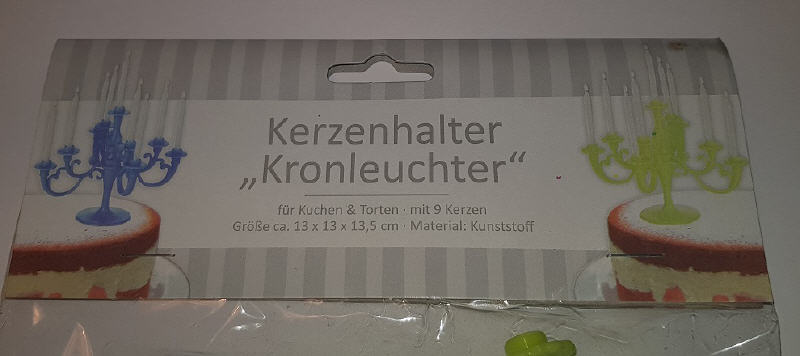 Kerzenhalter
„Kronleuchter“
für Kuchen & Torten · mit 9 Kerzen
Größe ca. 13 x 13 x 13,5 cm · Material: Kunststoff